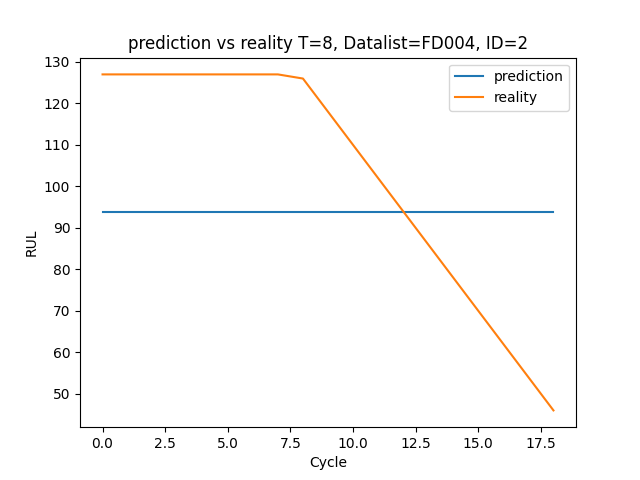 prediction vs reality T=8, Datalist=FD004, ID=2
prediction
reality
RUL
130
120
110
100
90
80
70
60
50
0.0 2.5 5.0 7.5 10.0 12.5 15.0 17.5
Cycle